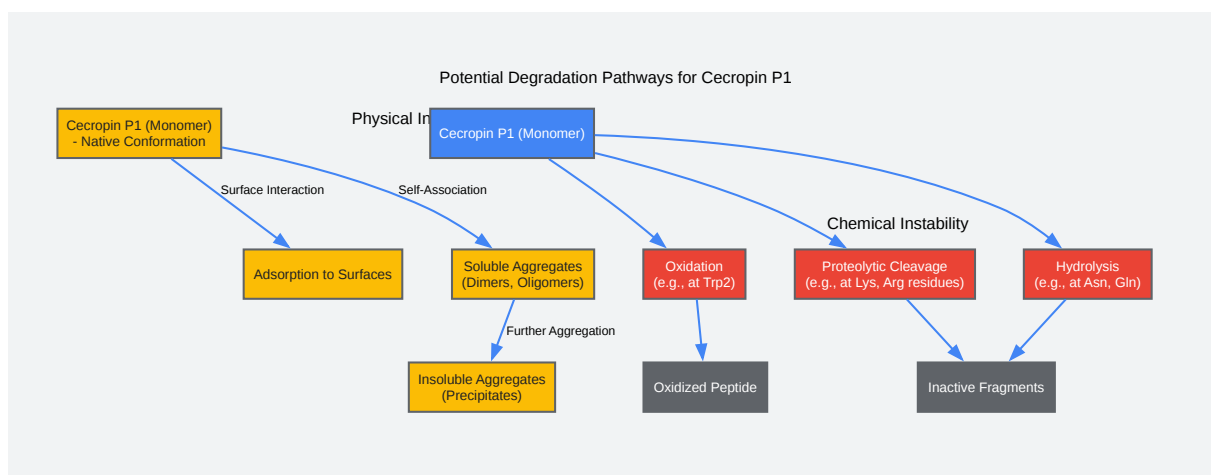 Potential Degradation Pathways for Cecropin P1
Cecropin P1 (Monomer)
- Native Conformation
Physical In
Cecropin P1 (Monomer)
Surface Interaction
Self-Association
Chemical Instability
Adsorption to Surfaces
Soluble Aggregates
(Dimers, Oligomers)
Oxidation
(e.g., at Trp2)
Proteolytic Cleavage
(e.g., at Lys, Arg residues)
Hydrolysis
(e.g., at Asn, Gln)
Further Aggregation
Insoluble Aggregates
(Precipitates)
Oxidized Peptide
Inactive Fragments